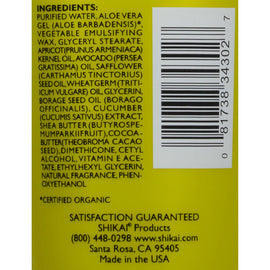 INGREDIENTS:
PURIFIED WATER, ALOE VERA
GEL (ALOE BARBADENSIS)*,
VEGETABLE EMULSIFYING
WAX, GLYCERYL STEARATE,
APRICOT (PRUNUS ARMENIACA)
KERNEL OIL, AVOCADO (PERSEA
GRATISSIMA) OIL, SAFFLOWER
(CARTHAMUS TINCTORIUS)
SEED OIL, WHEATGERM (TRITI-
CUM VULGARE) OIL, GLYCERIN,
BORAGE SEED OIL (BORAGO
OFFICINALIS), CUCUMBER
(CUCUMIS SATIVUS) EXTRACT,
SHEA BUTTER (BUTYROSPE-
MUM PARKII FRUIT), COCOA-
BUTTER (THEOBROMA CACAO
SEED), DIMETHICONE, CETYL
ALCOHOL, VITAMIN E ACE-
TATE, ETHYLHEXYLGLYCERIN,
NATURAL FRAGRANCE, PHEN-
OXYETHANOL
*CERTIFIED ORGANIC
SATISFACTION GUARANTEED
SHIKAI® Products
(800) 448-0298 www.shikai.com
Santa Rosa, CA 95405
Made in the USA
0 81738 34302 7